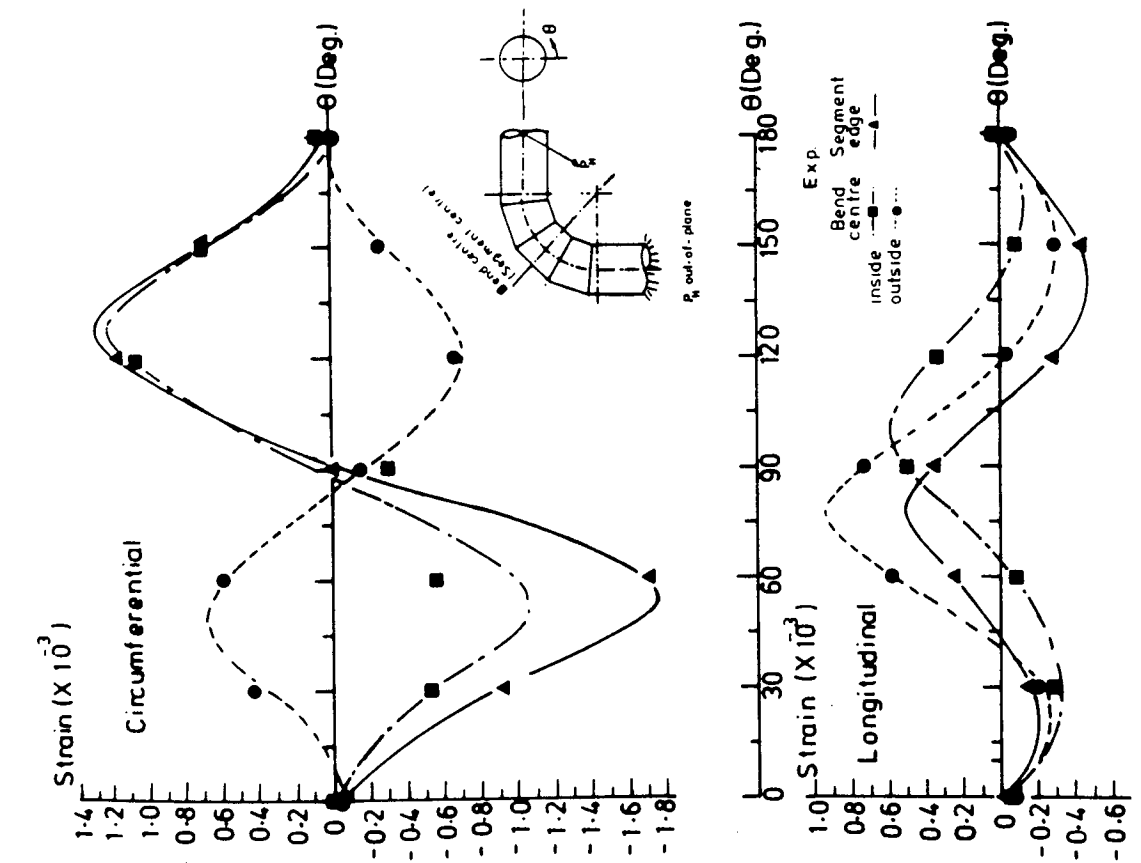 Strain (X 10⁻³)
Circumferential
1·4
1·2
1·0
0·6
0·4
0·2
0
-0·2
-0·4
-0·6
-0·8
-1·0
-1·2
-1·4
-1·6
-1·8
θ(Deg.)
θ
Bend centre
(Segment centre)
P_H
P_H out-of-plane
0
30
60
90
120
150
180
θ(Deg.)
Strain (X 10⁻³)
Longitudinal
1·0
0·8
0·6
0·4
0·2
0
-0·2
-0·4
-0·6
θ(Deg.)
Exp.
Bend centre
Segment edge
inside
outside